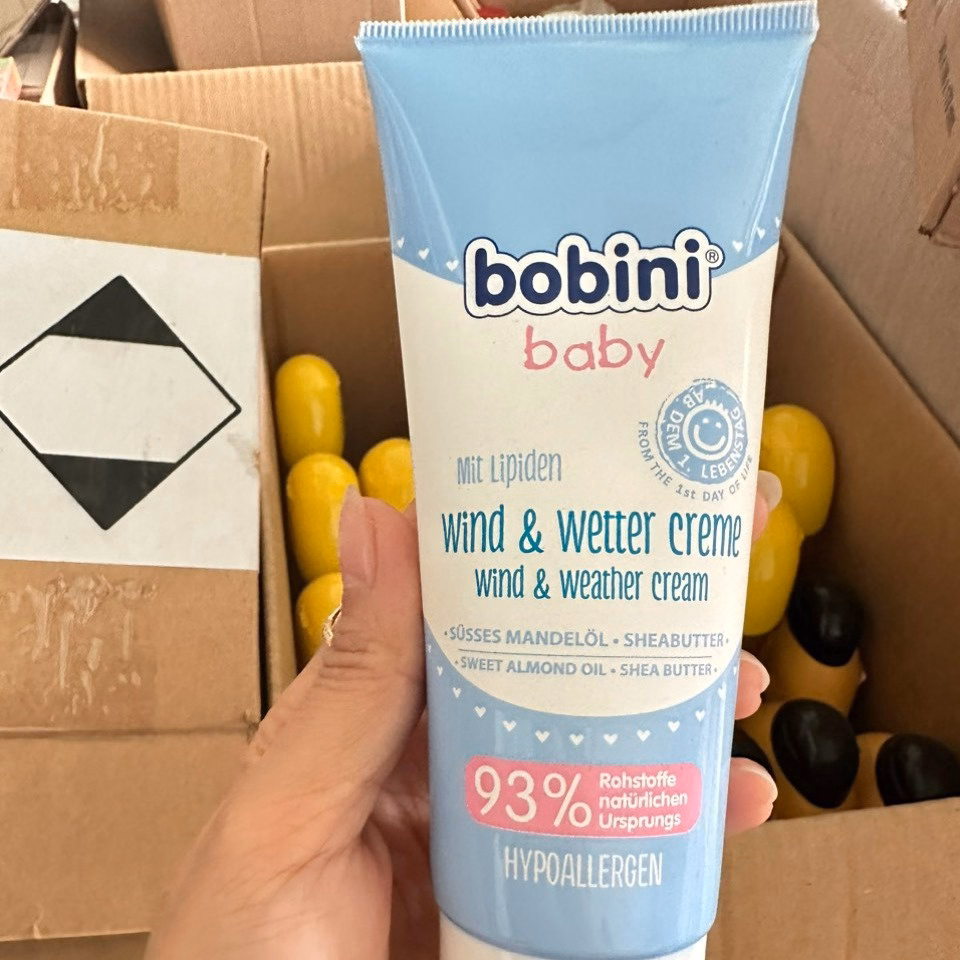 bobini®
baby
AB DEM 1. LEBENSTAG
FROM THE 1st DAY OF LIFE
Mit Lipiden
wind & wetter creme
wind & weather cream
• SÜSSES MANDELÖL • SHEABUTTER •
• SWEET ALMOND OIL • SHEA BUTTER •
93% Rohstoffe
natürlichen
Ursprungs
HYPOALLERGEN